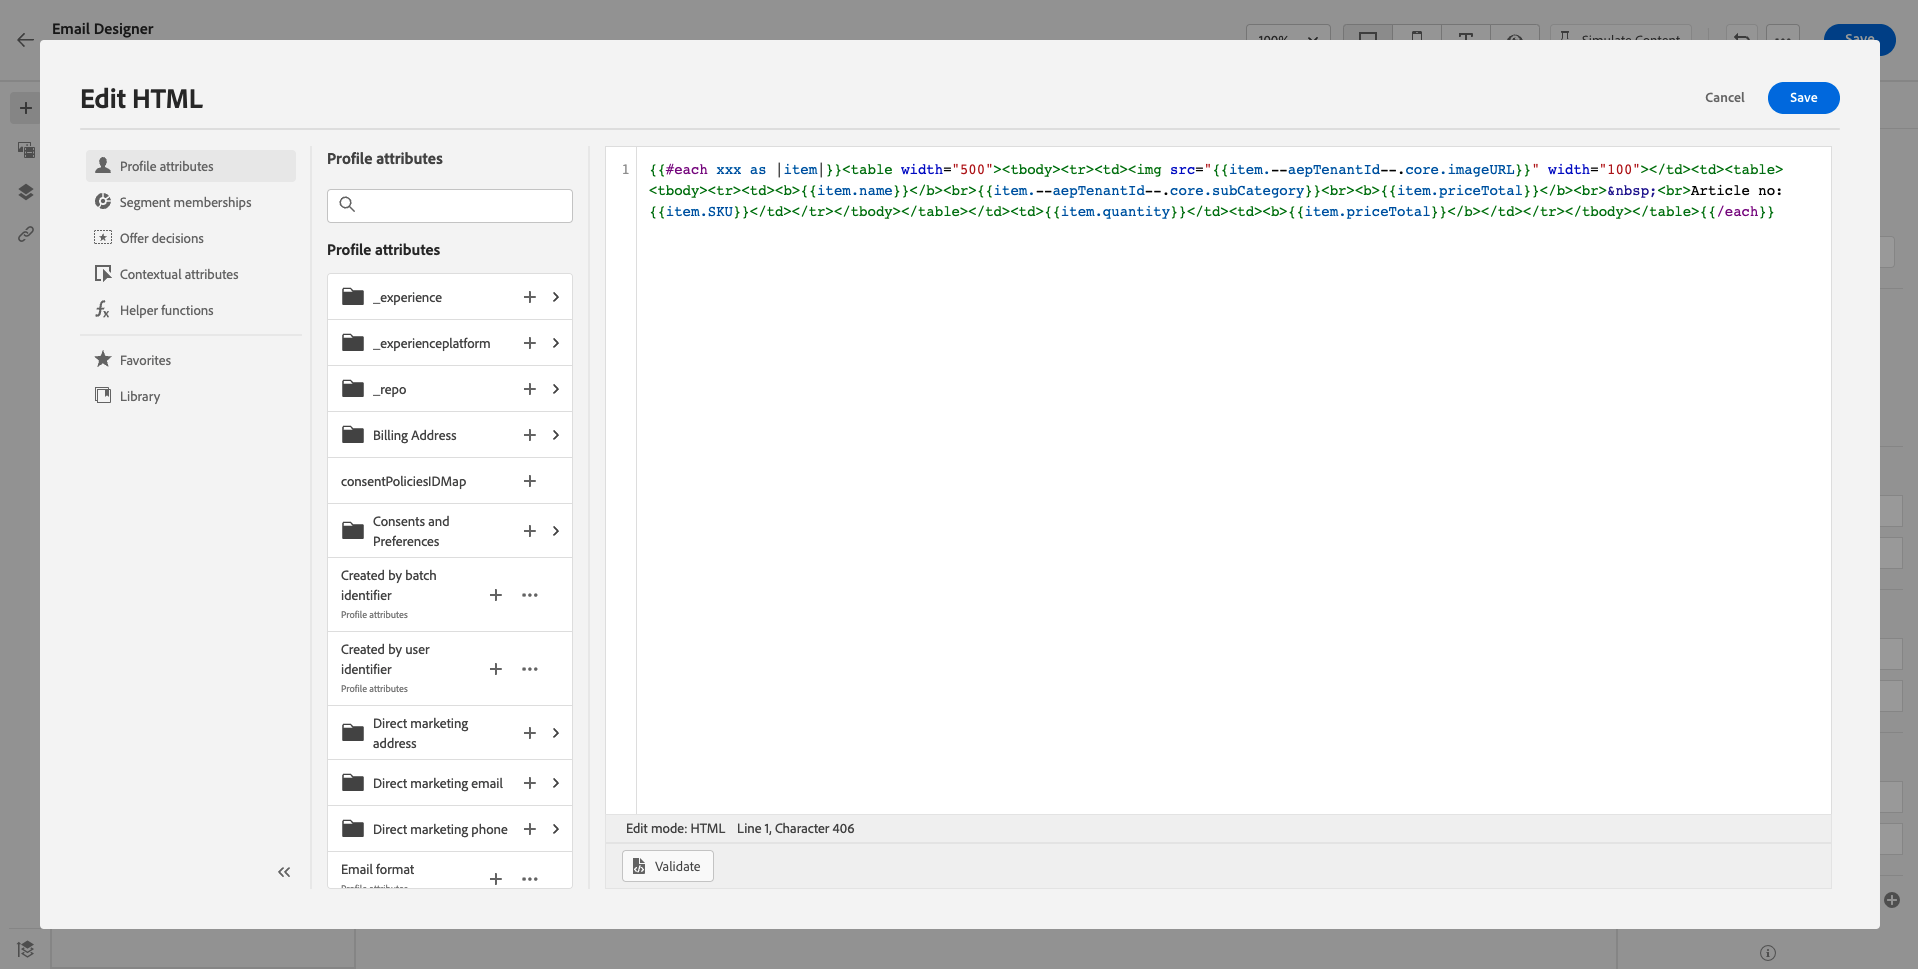 Email Designer
100%
Simulate Content
Save
Edit HTML
Cancel
Save
Profile attributes
Segment memberships
Offer decisions
Contextual attributes
Helper functions
Favorites
Library
Profile attributes
Profile attributes
_experience
_experienceplatform
_repo
Billing Address
consentPoliciesIDMap
Consents and
Preferences
Created by batch
identifier
Profile attributes
Created by user
identifier
Profile attributes
Direct marketing
address
Direct marketing email
Direct marketing phone
Email format
Profile attributes
1
{{#each xxx as |item|}}<table width="500"><tbody><tr><td><img src="{{item.--aepTenantId--.core.imageURL}}" width="100"></td><td><table>
<tbody><tr><td><b>{{item.name}}</b><br>{{item.--aepTenantId--.core.subCategory}}<br><b>{{item.priceTotal}}</b><br>&nbsp;<br>Article no:
{{item.SKU}}</td></tr></tbody></table></td><td>{{item.quantity}}</td><td><b>{{item.priceTotal}}</b></td></tr></tbody></table>{{/each}}
Edit mode: HTML Line 1, Character 406
Validate